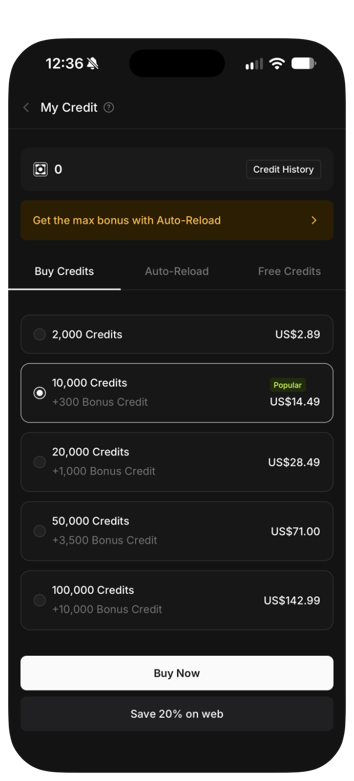 12:36
My Credit
0
Credit History
Get the max bonus with Auto-Reload
Buy Credits
Auto-Reload
Free Credits
2,000 Credits
US$2.89
10,000 Credits
+300 Bonus Credit
Popular
US$14.49
20,000 Credits
+1,000 Bonus Credit
US$28.49
50,000 Credits
+3,500 Bonus Credit
US$71.00
100,000 Credits
+10,000 Bonus Credit
US$142.99
Buy Now
Save 20% on web